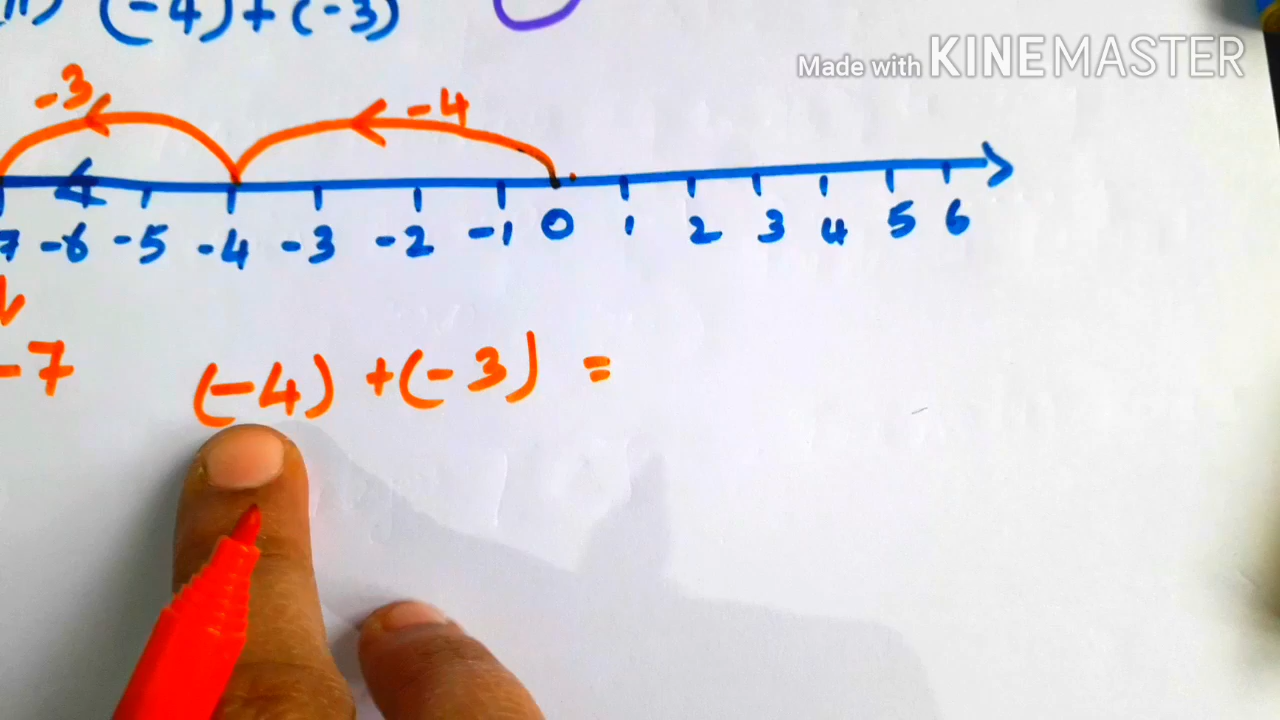 (-4)+(-3)
Made with KINEMASTER
-3 -4
7 -6 -5 -4 -3 -2 -1 0 1 2 3 4 5 6
-7 (-4) + (-3) =